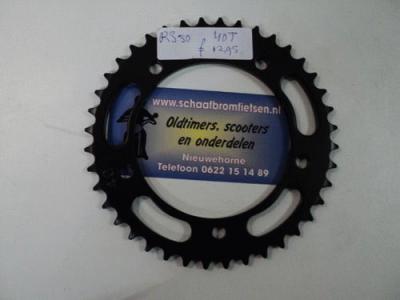 RS50 40T
€ 12,95.
www.schaafbromfietsen.nl
Oldtimers, scooters
en onderdelen
Nieuwehorne
Telefoon 0622 15 14 89